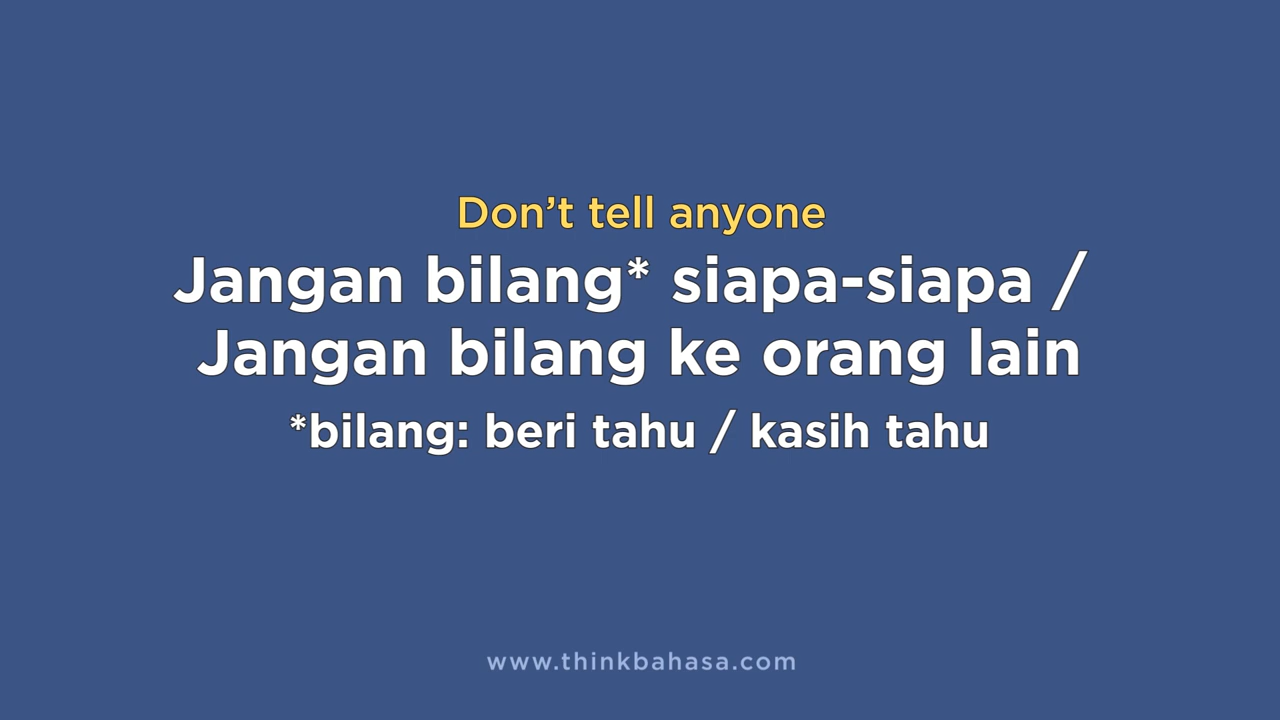 Don’t tell anyone
Jangan bilang* siapa-siapa /
Jangan bilang ke orang lain
*bilang: beri tahu / kasih tahu
www.thinkbahasa.com